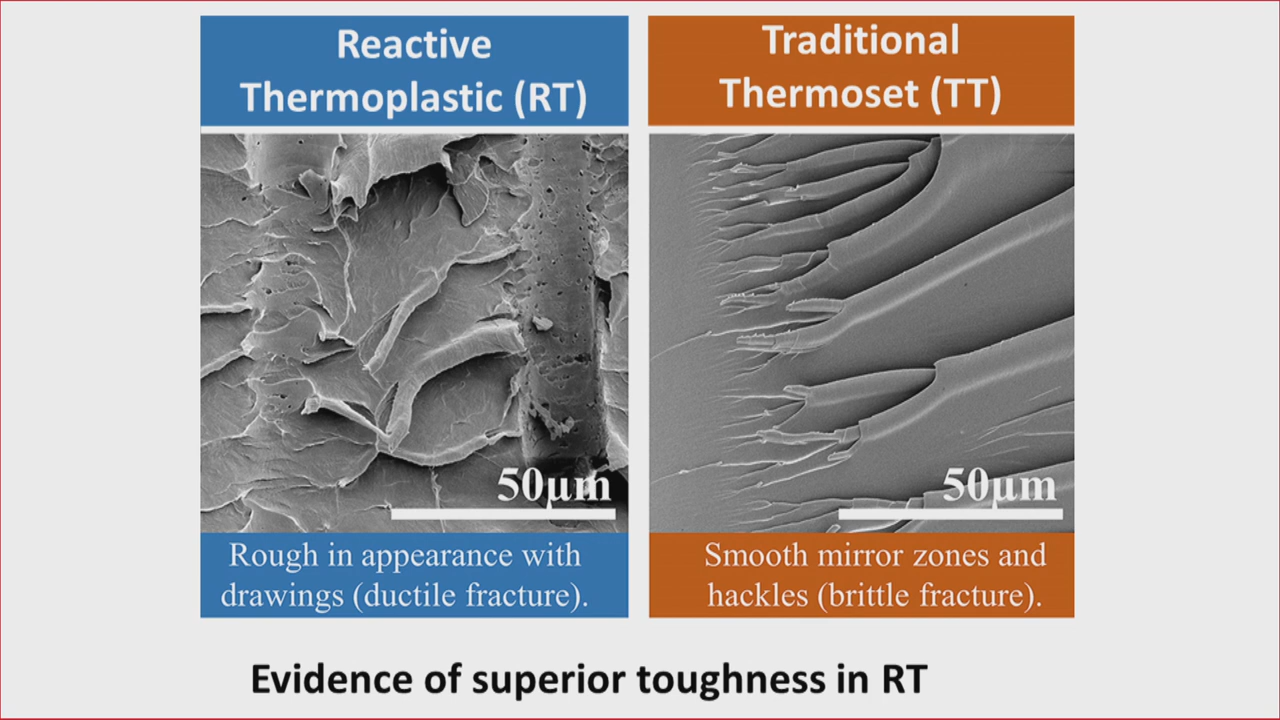 Reactive
Thermoplastic (RT)
Traditional
Thermoset (TT)
50μm
50μm
Rough in appearance with
drawings (ductile fracture).
Smooth mirror zones and
hackles (brittle fracture).
Evidence of superior toughness in RT